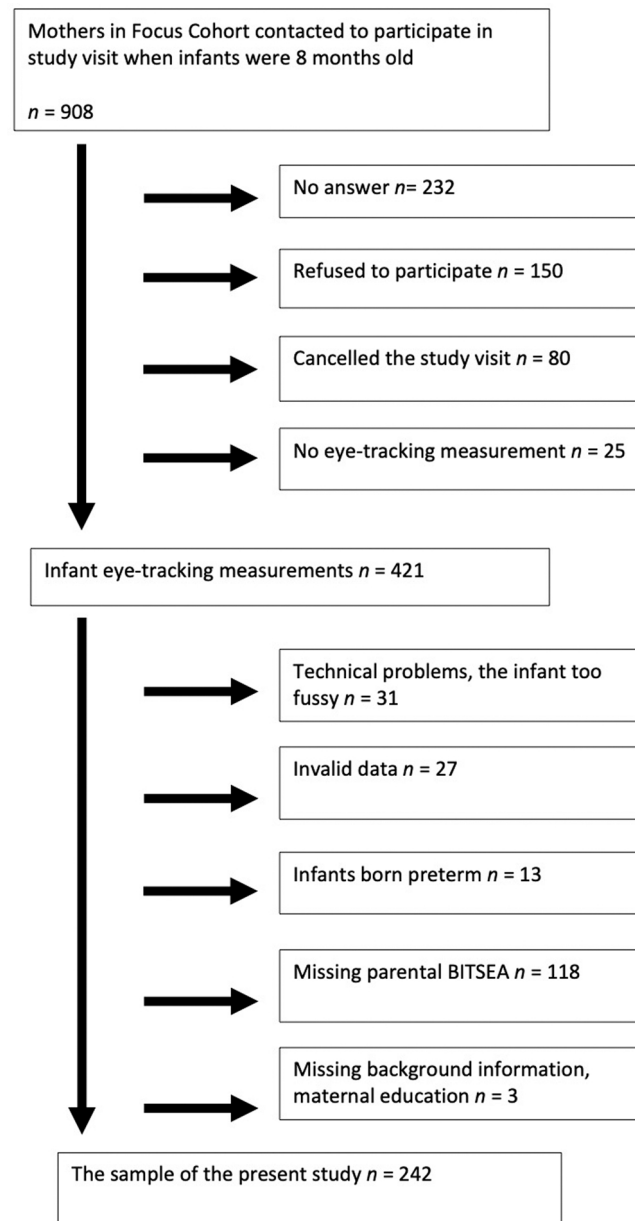 Mothers in Focus Cohort contacted to participate in
study visit when infants were 8 months old
n = 908
No answer n= 232
Refused to participate n = 150
Cancelled the study visit n = 80
No eye-tracking measurement n = 25
Infant eye-tracking measurements n = 421
Technical problems, the infant too
fussy n = 31
Invalid data n = 27
Infants born preterm n = 13
Missing parental BITSEA n = 118
Missing background information,
maternal education n = 3
The sample of the present study n = 242